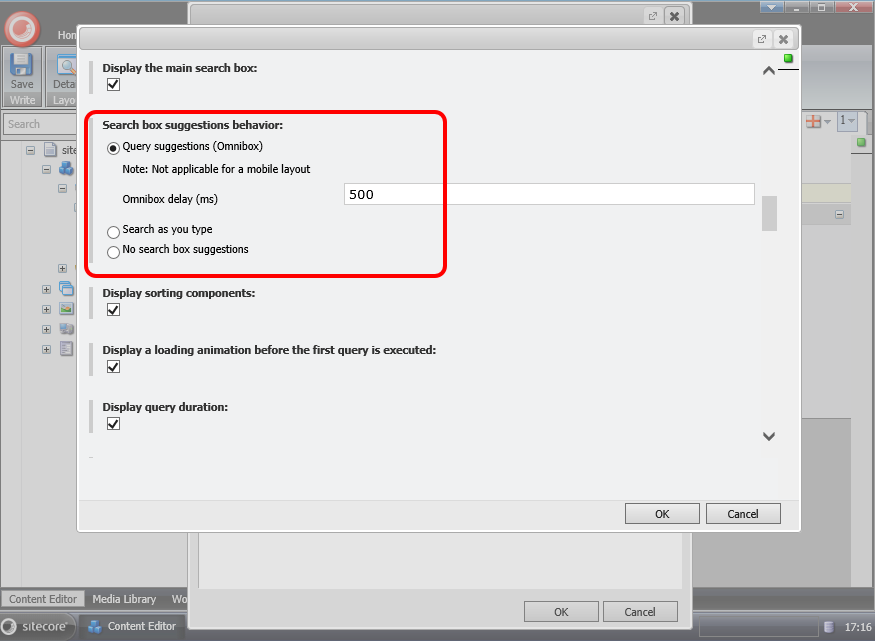 Hom
Save
Detai
Write
Layo
Search
site
1
Display the main search box:
Search box suggestions behavior:
Query suggestions (Omnibox)
Note: Not applicable for a mobile layout
Omnibox delay (ms)
500
Search as you type
No search box suggestions
Display sorting components:
Display a loading animation before the first query is executed:
Display query duration:
OK
Cancel
OK
Cancel
Content Editor
Media Library
Wo
sitecore
Content Editor
17:16